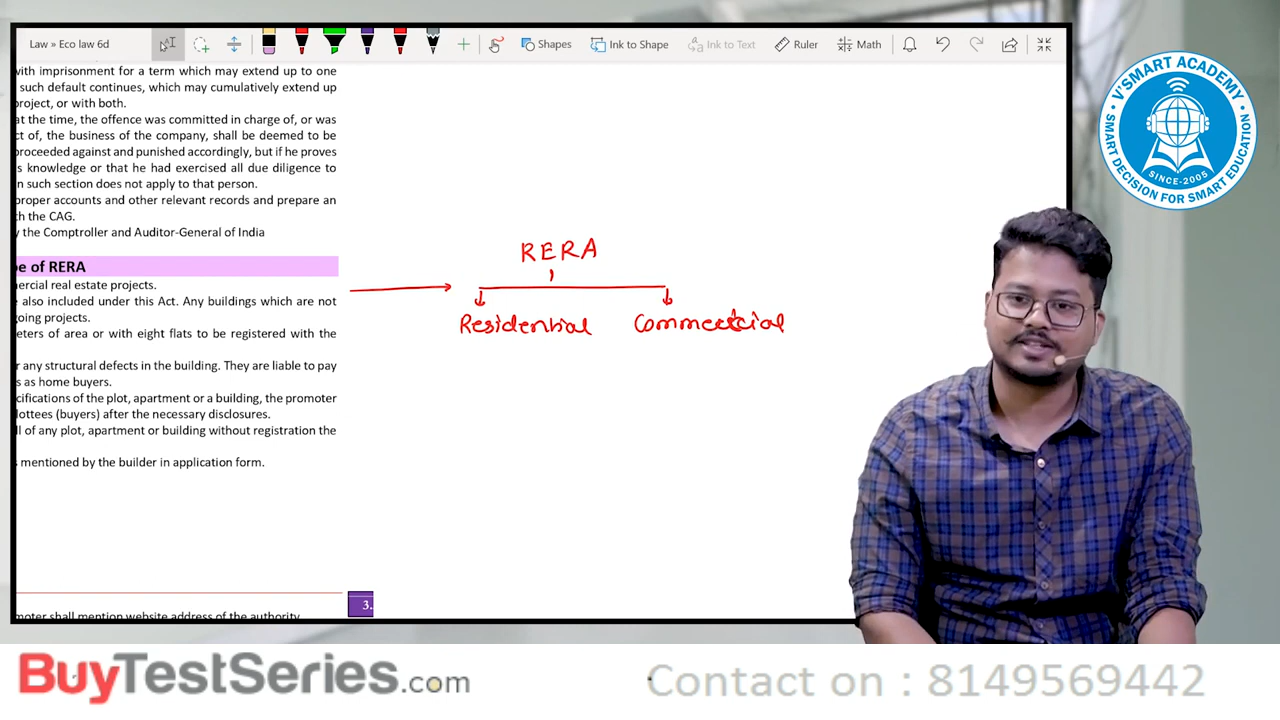 Law » Eco law 6d
Shapes
Ink to Shape
Ink to Text
Ruler
Math
with imprisonment for a term which may extend up to one
such default continues, which may cumulatively extend up
project, or with both.
at the time, the offence was committed in charge of, or was
ct of, the business of the company, shall be deemed to be
proceeded against and punished accordingly, but if he proves
s knowledge or that he had exercised all due diligence to
n such section does not apply to that person.
proper accounts and other relevant records and prepare an
th the CAG.
y the Comptroller and Auditor-General of India
pe of RERA
ercial real estate projects.
also included under this Act. Any buildings which are not
going projects.
eters of area or with eight flats to be registered with the
r any structural defects in the building. They are liable to pay
s as home buyers.
cifications of the plot, apartment or a building, the promoter
lottees (buyers) after the necessary disclosures.
ll of any plot, apartment or building without registration the
s mentioned by the builder in application form.
3.
moter shall mention website address of the authority
RERA
Residential
Commercial
V'SMART ACADEMY
SINCE-2005
SMART DECISION FOR SMART EDUCATION
BuyTestSeries.com
Contact on : 8149569442